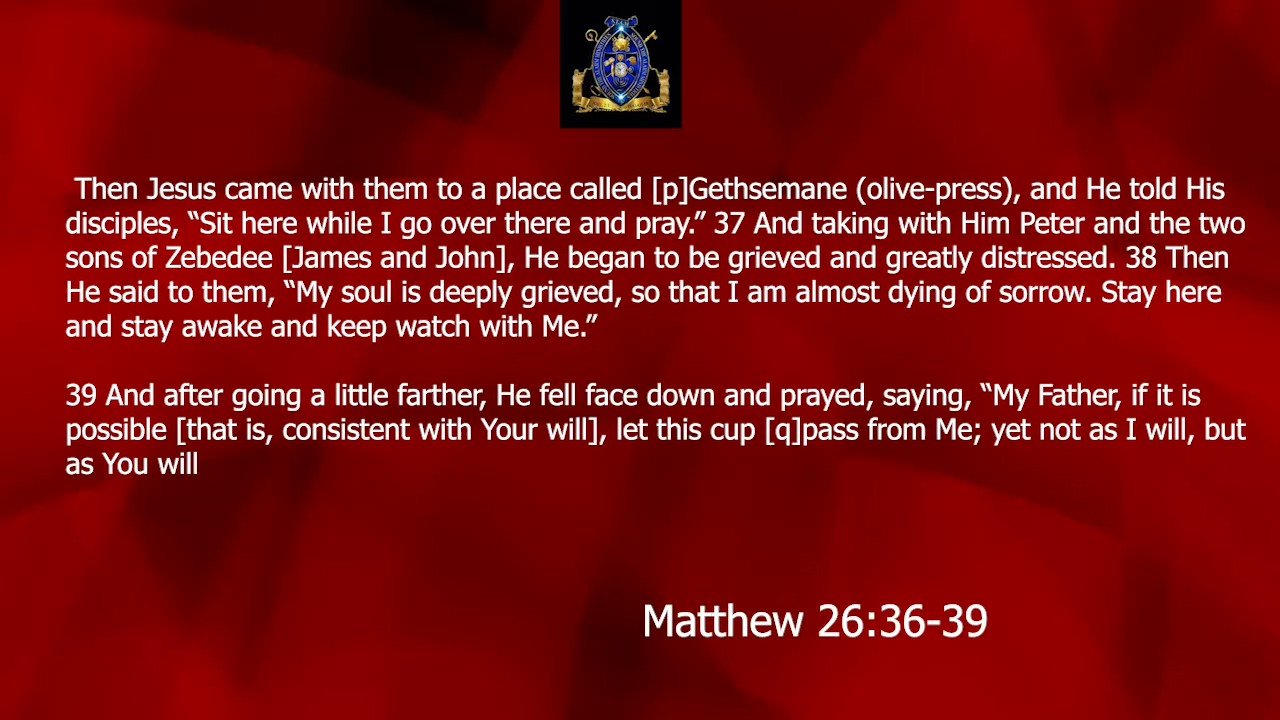 Then Jesus came with them to a place called [p]Gethsemane (olive-press), and He told His
disciples, “Sit here while I go over there and pray.” 37 And taking with Him Peter and the two
sons of Zebedee [James and John], He began to be grieved and greatly distressed. 38 Then
He said to them, “My soul is deeply grieved, so that I am almost dying of sorrow. Stay here
and stay awake and keep watch with Me.”
39 And after going a little farther, He fell face down and prayed, saying, “My Father, if it is
possible [that is, consistent with Your will], let this cup [q]pass from Me; yet not as I will, but
as You will
Matthew 26:36-39